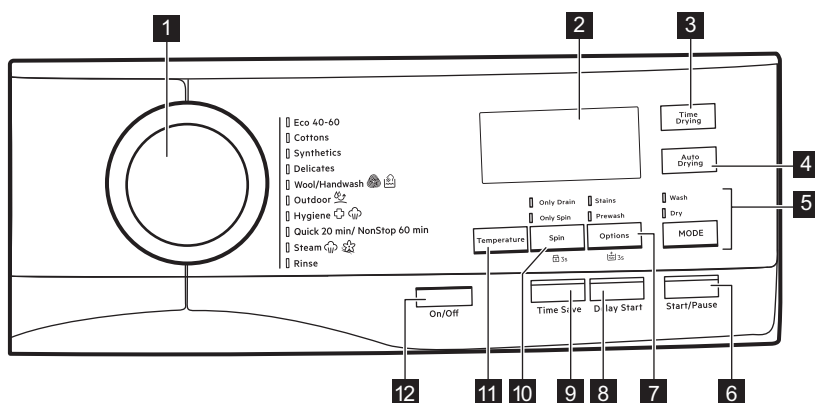 1
2
3
Time
Drying
Auto
Drying
4
Eco 40-60
Cottons
Synthetics
Delicates
Wool/Handwash
Outdoor
Hygiene
Quick 20 min/ NonStop 60 min
Steam
Rinse
Only Drain
Only Spin
Stains
Prewash
Wash
Dry
5
Temperature
Spin
Options
MODE
3s
3s
On/Off
Time Save
Delay Start
Start/Pause
12
11
10
9
8
7
6